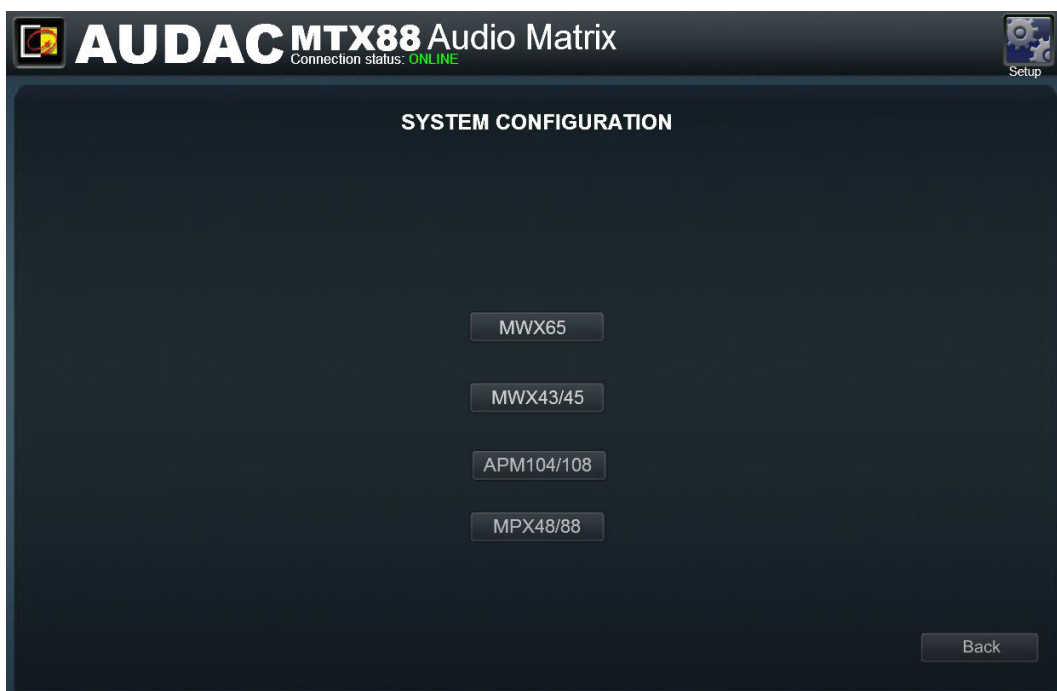 AUDAC MTX88 Audio Matrix
Connection status: ONLINE
Setup
SYSTEM CONFIGURATION
MWX65
MWX43/45
APM104/108
MPX48/88
Back